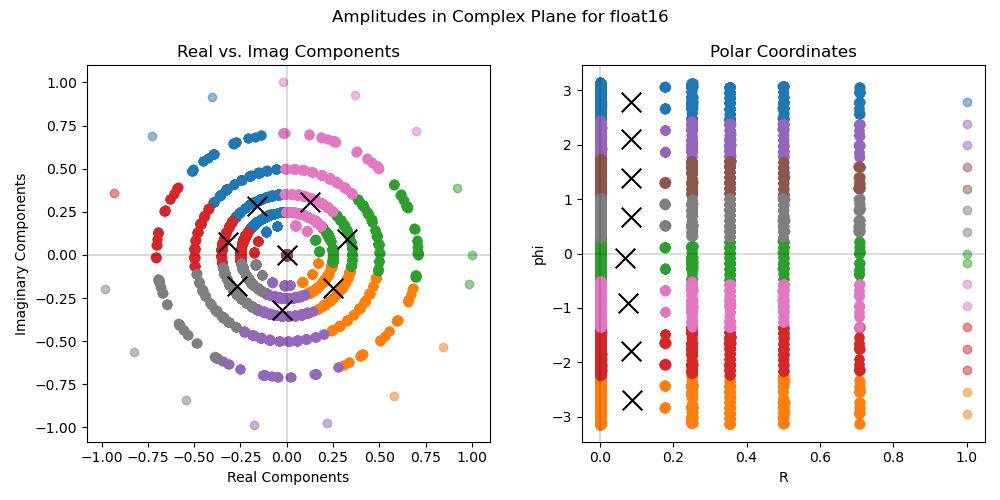 Amplitudes in Complex Plane for float16
Real vs. Imag Components
Imaginary Components
1.00
0.75
0.50
0.25
0.00
−0.25
−0.50
−0.75
−1.00
−1.00 −0.75 −0.50 −0.25 0.00 0.25 0.50 0.75 1.00
Real Components
Polar Coordinates
phi
3
2
1
0
−1
−2
−3
0.0 0.2 0.4 0.6 0.8 1.0
R